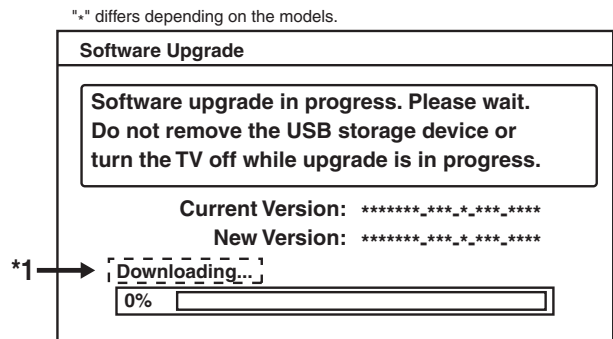 "*" differs depending on the models.
Software Upgrade
Software upgrade in progress. Please wait.
Do not remove the USB storage device or
turn the TV off while upgrade is in progress.
Current Version: *******-***-*-***-****
New Version: *******-***-*-***-****
*1
Downloading...
0%